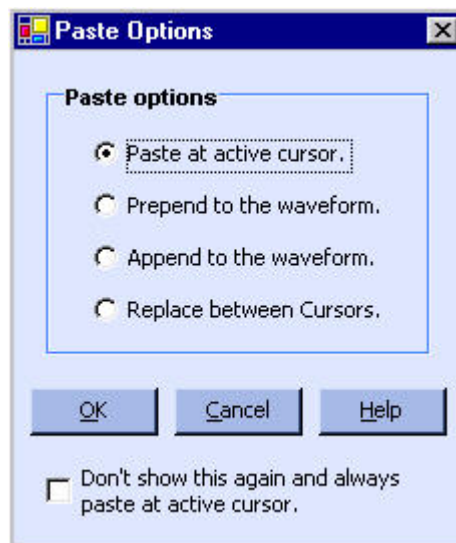 Paste Options
Paste options
Paste at active cursor.
Prepend to the waveform.
Append to the waveform.
Replace between Cursors.
OK Cancel Help
Don't show this again and always
paste at active cursor.